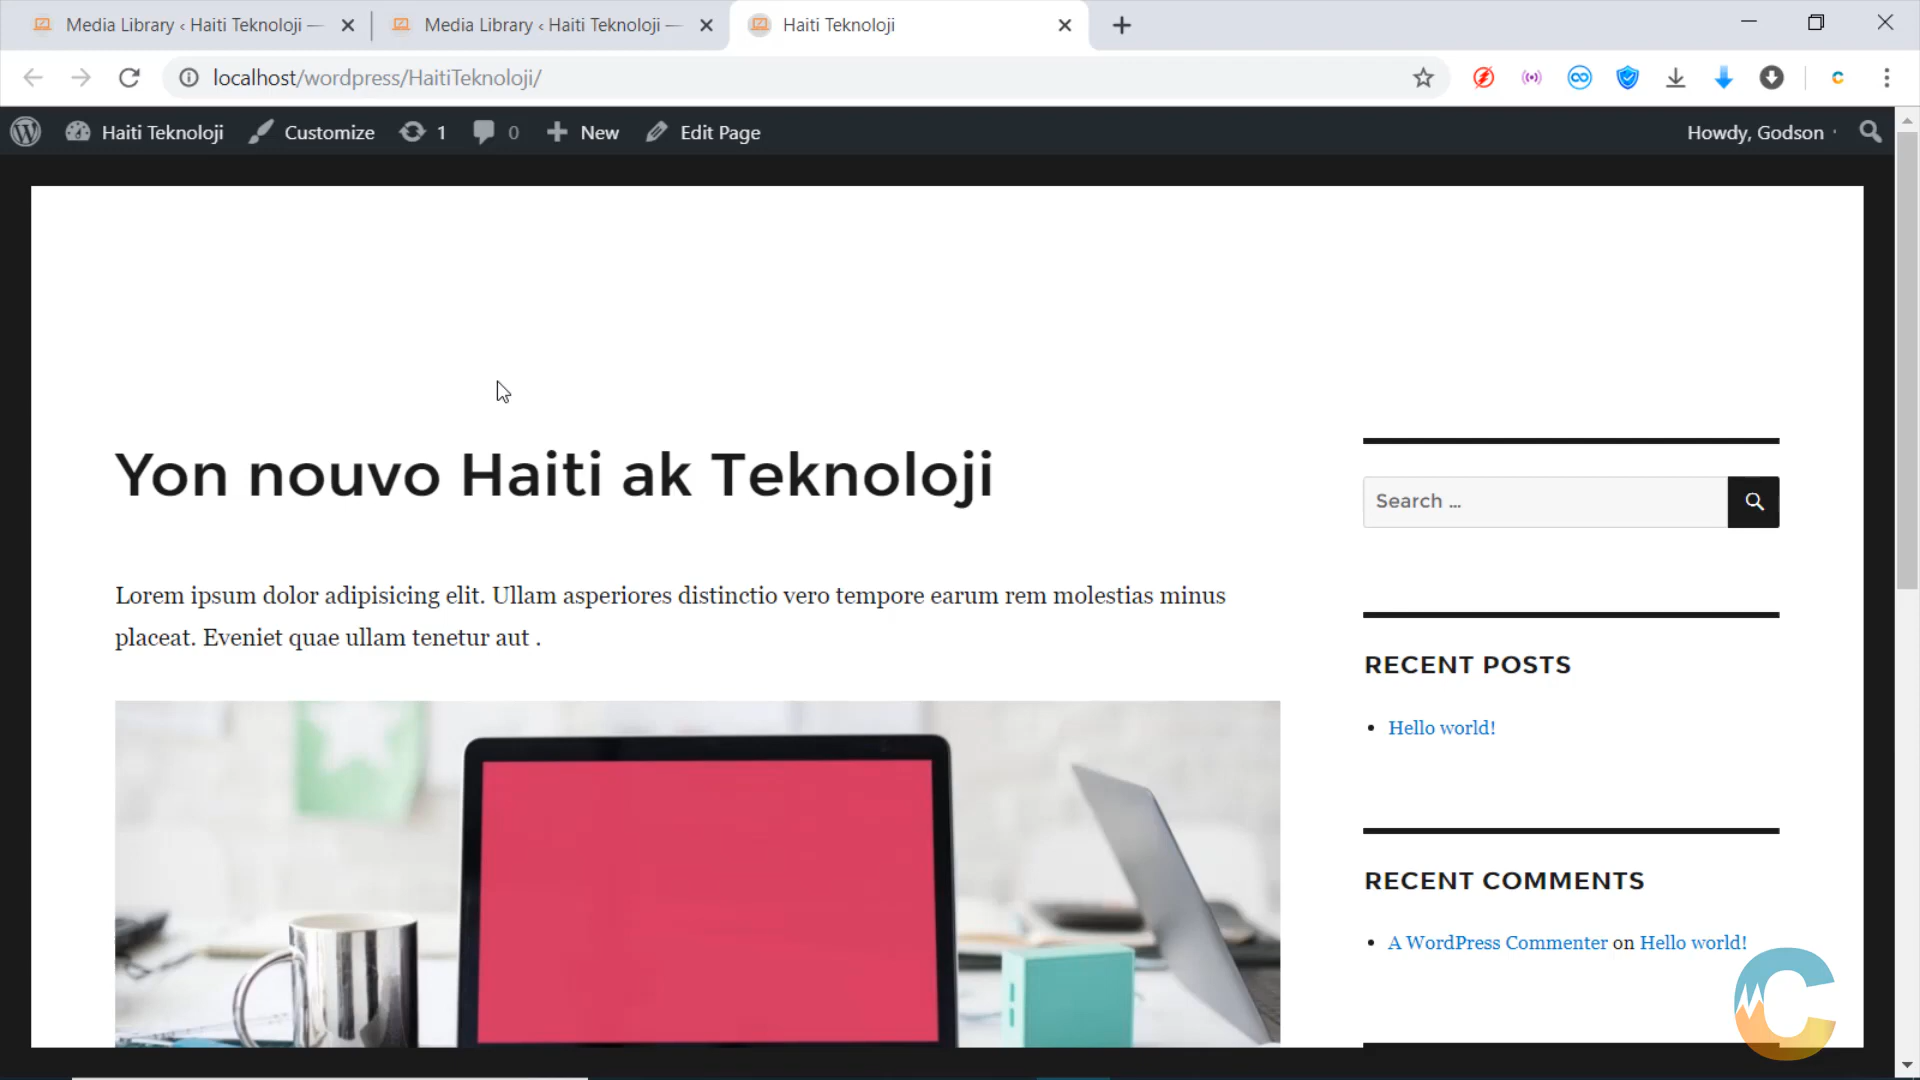 Media Library ‹ Haiti Teknoloji —
Media Library ‹ Haiti Teknoloji —
Haiti Teknoloji
localhost/wordpress/HaitiTeknoloji/
Haiti Teknoloji
Customize
1
0
New
Edit Page
Howdy, Godson
Yon nouvo Haiti ak Teknoloji
Search …
Lorem ipsum dolor adipisicing elit. Ullam asperiores distinctio vero tempore earum rem molestias minus
placeat. Eveniet quae ullam tenetur aut .
RECENT POSTS
• Hello world!
RECENT COMMENTS
• A WordPress Commenter on Hello world!